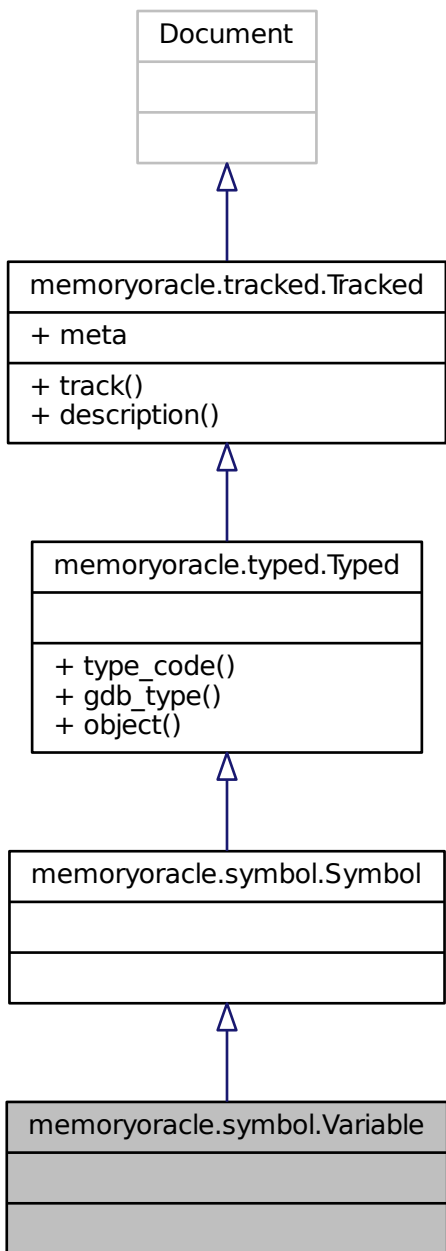 Document
memoryoracle.tracked.Tracked
+ meta
+ track()
+ description()
memoryoracle.typed.Typed
+ type_code()
+ gdb_type()
+ object()
memoryoracle.symbol.Symbol
memoryoracle.symbol.Variable